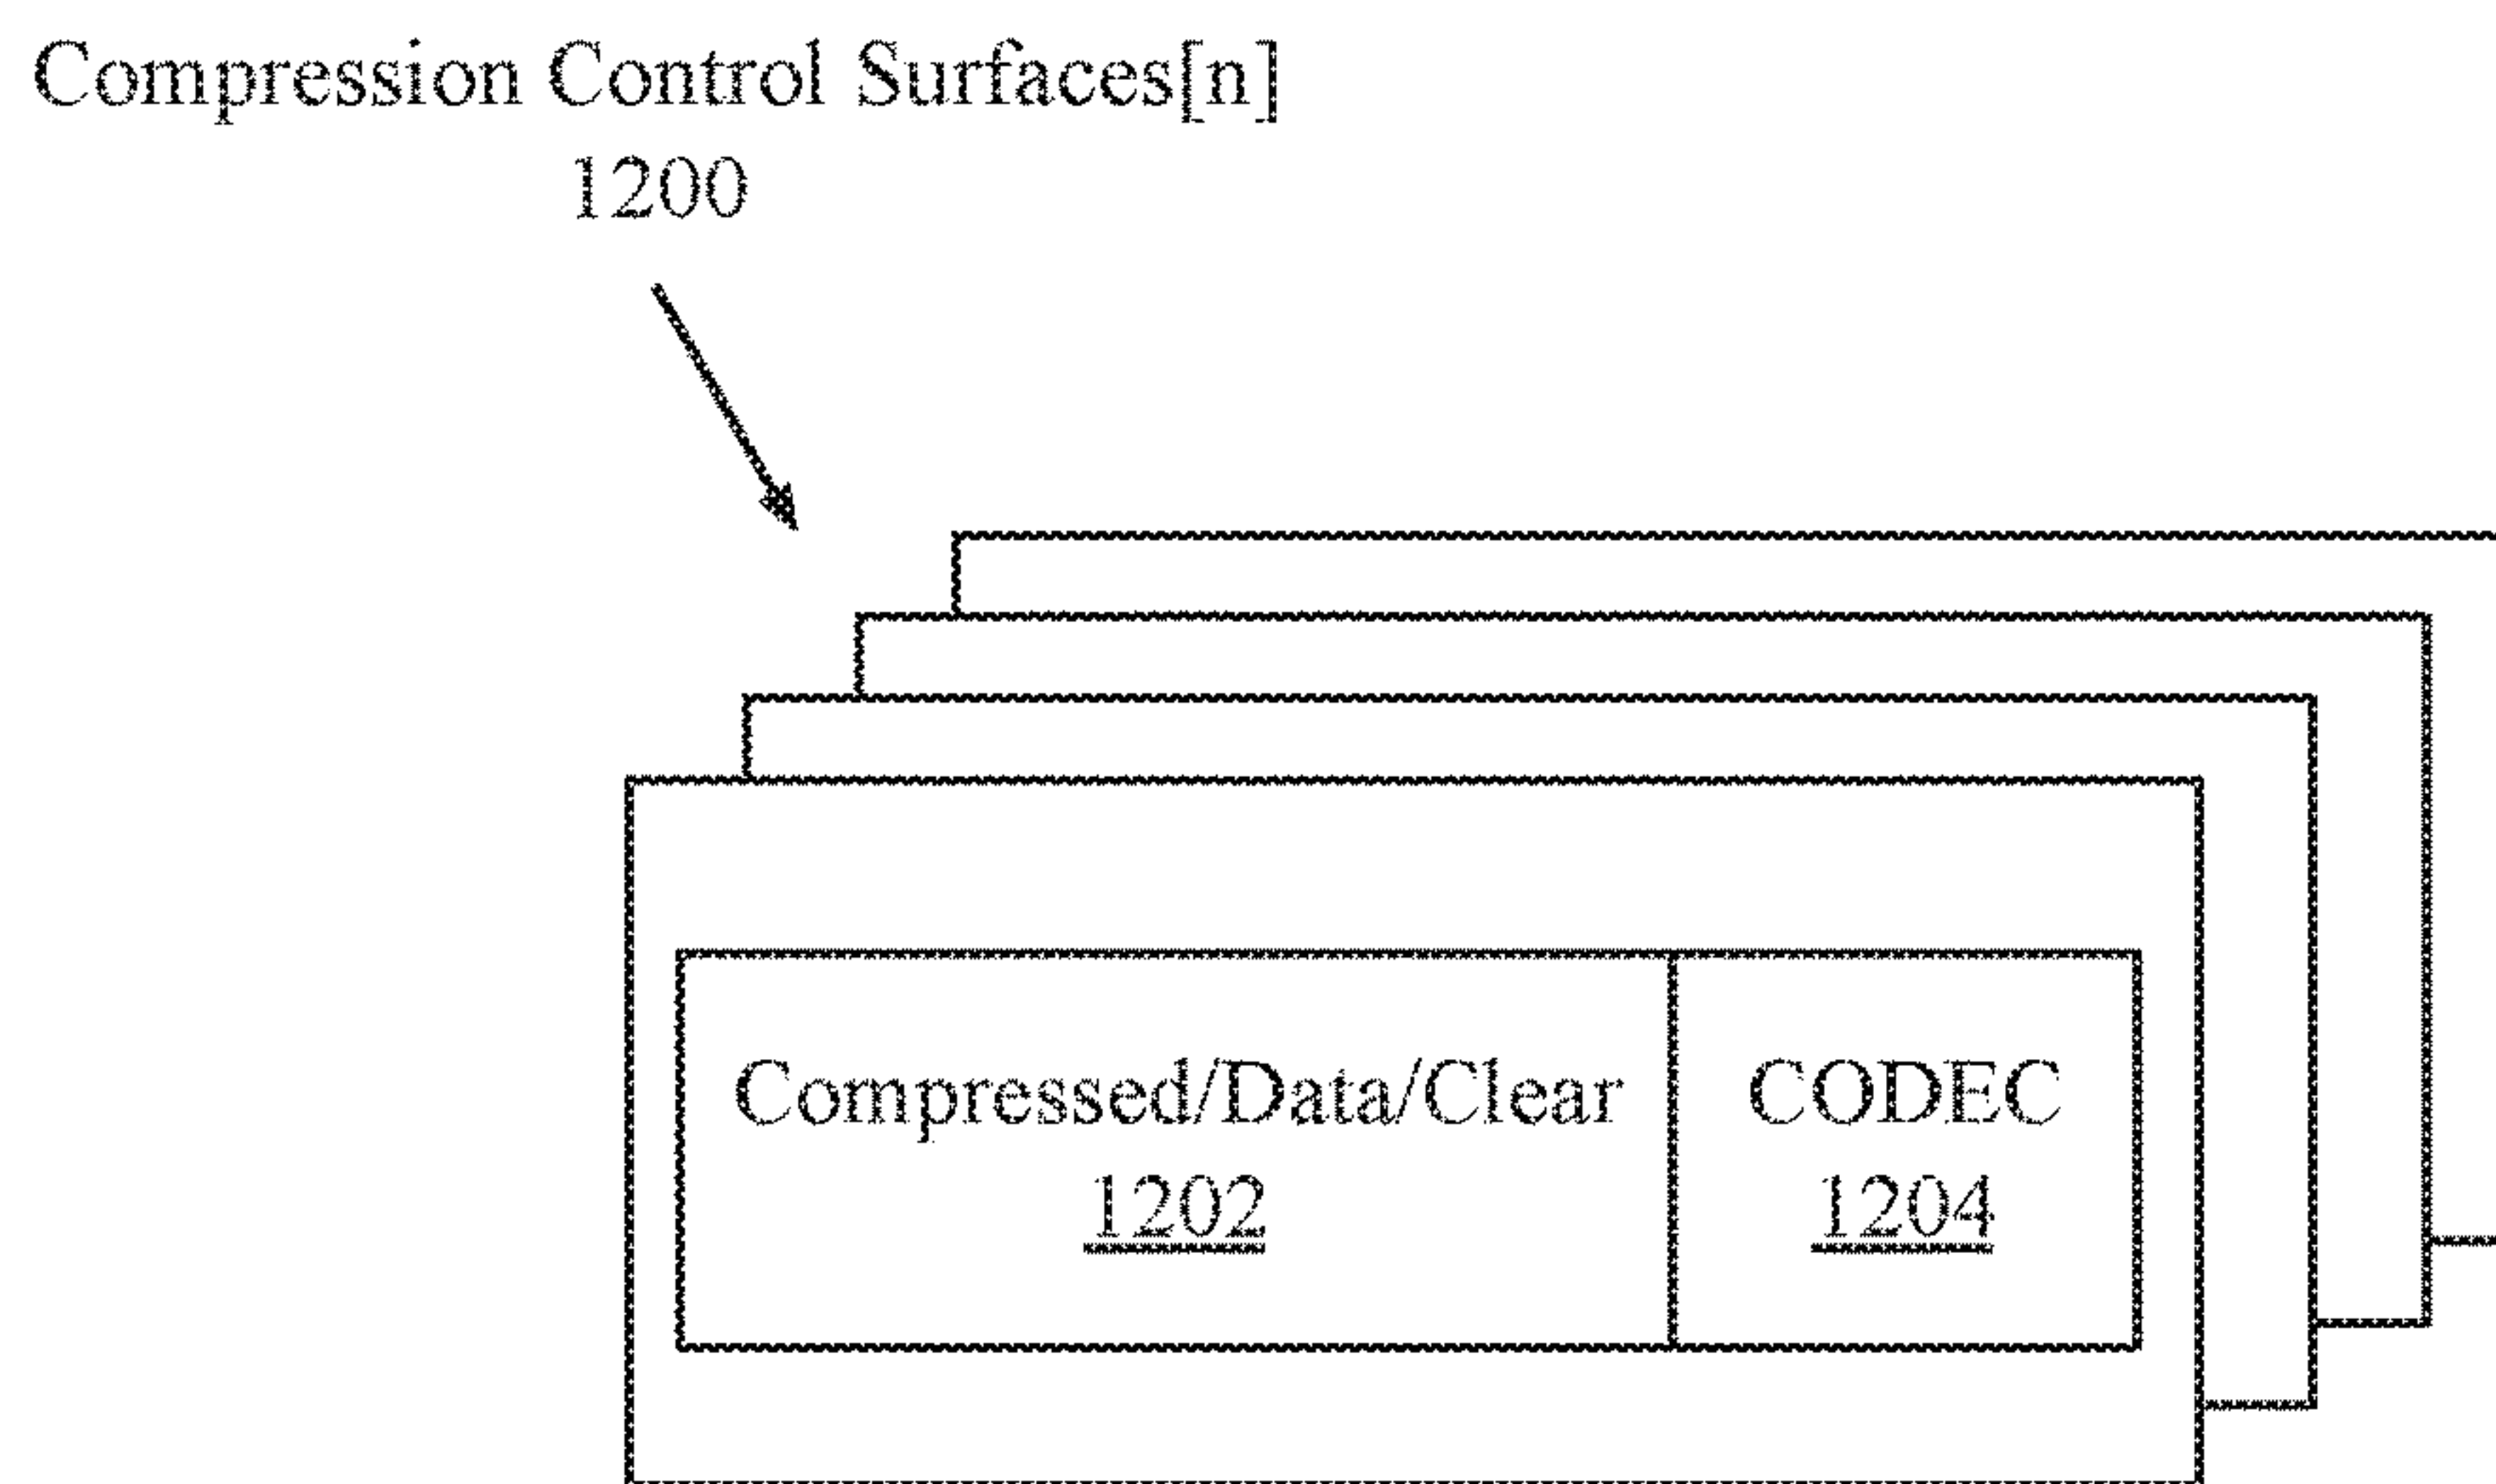 Compression Control Surfaces[n]
1200
Compressed/Data/Clear
1202
CODEC
1204